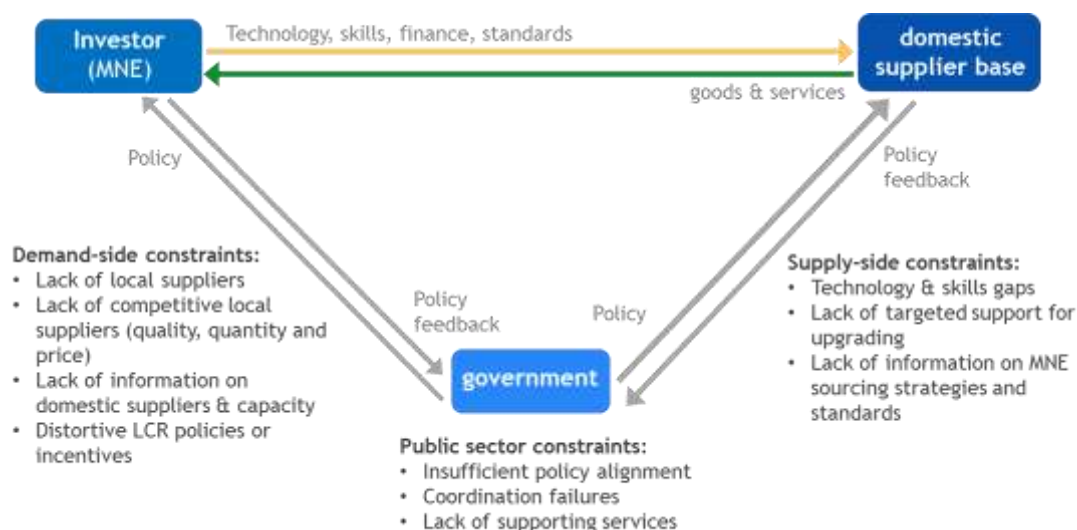 Investor
(MNE)
Technology, skills, finance, standards
domestic
supplier base
goods & services
Policy
Policy
feedback
Demand-side constraints:
• Lack of local suppliers
• Lack of competitive local
suppliers (quality, quantity and
price)
• Lack of information on
domestic suppliers & capacity
• Distortive LCR policies or
incentives
Policy
feedback
Policy
Supply-side constraints:
• Technology & skills gaps
• Lack of targeted support for
upgrading
• Lack of information on MNE
sourcing strategies and
standards
government
Public sector constraints:
• Insufficient policy alignment
• Coordination failures
• Lack of supporting services